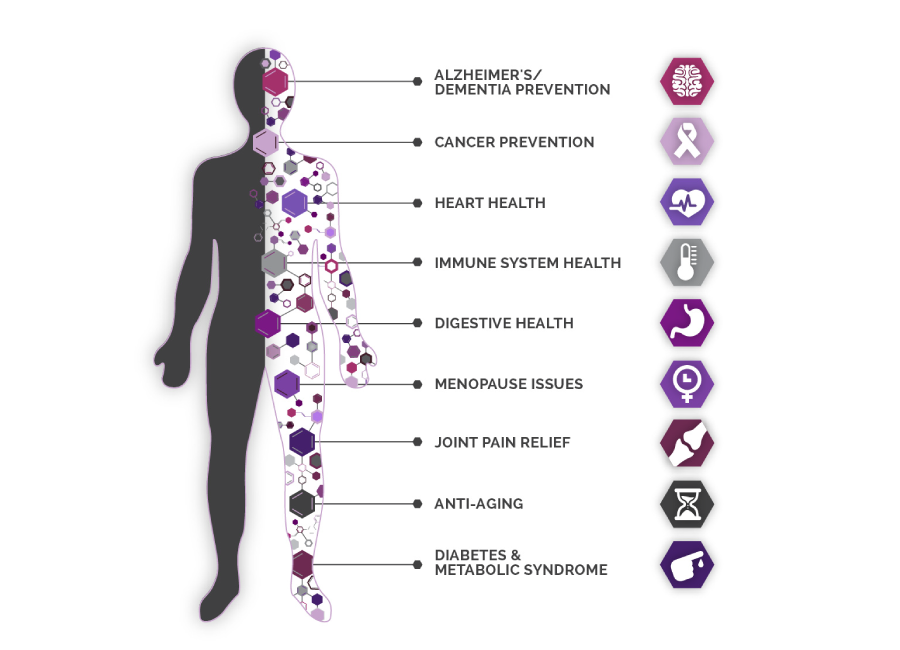 ALZHEIMER'S/
DEMENTIA PREVENTION
CANCER PREVENTION
HEART HEALTH
IMMUNE SYSTEM HEALTH
DIGESTIVE HEALTH
MENOPAUSE ISSUES
JOINT PAIN RELIEF
ANTI-AGING
DIABETES &
METABOLIC SYNDROME